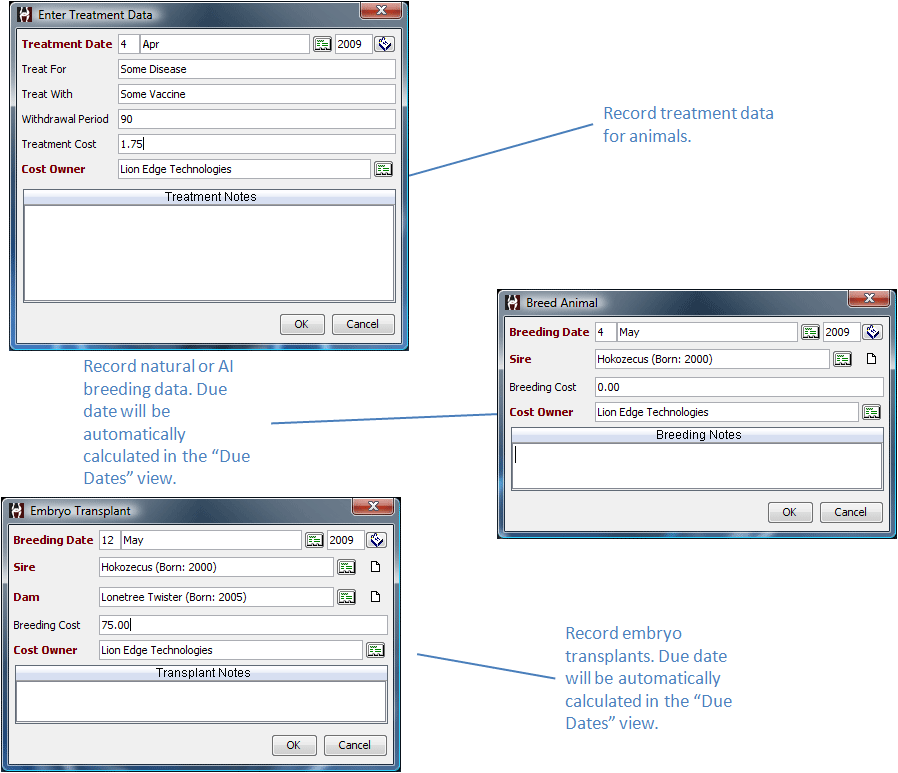 Enter Treatment Data
Treatment Date 4 Apr 2009
Treat For Some Disease
Treat With Some Vaccine
Withdrawal Period 90
Treatment Cost 1.75
Cost Owner Lion Edge Technologies
Treatment Notes
OK Cancel
Record treatment data
for animals.
Breed Animal
Breeding Date 4 May 2009
Sire Hokozecus (Born: 2000)
Breeding Cost 0.00
Cost Owner Lion Edge Technologies
Breeding Notes
OK Cancel
Record natural or AI
breeding data. Due
date will be
automatically
calculated in the “Due
Dates” view.
Embryo Transplant
Breeding Date 12 May 2009
Sire Hokozecus (Born: 2000)
Dam Lonetree Twister (Born: 2005)
Breeding Cost 75.00
Cost Owner Lion Edge Technologies
Transplant Notes
OK Cancel
Record embryo
transplants. Due date
will be automatically
calculated in the “Due
Dates” view.